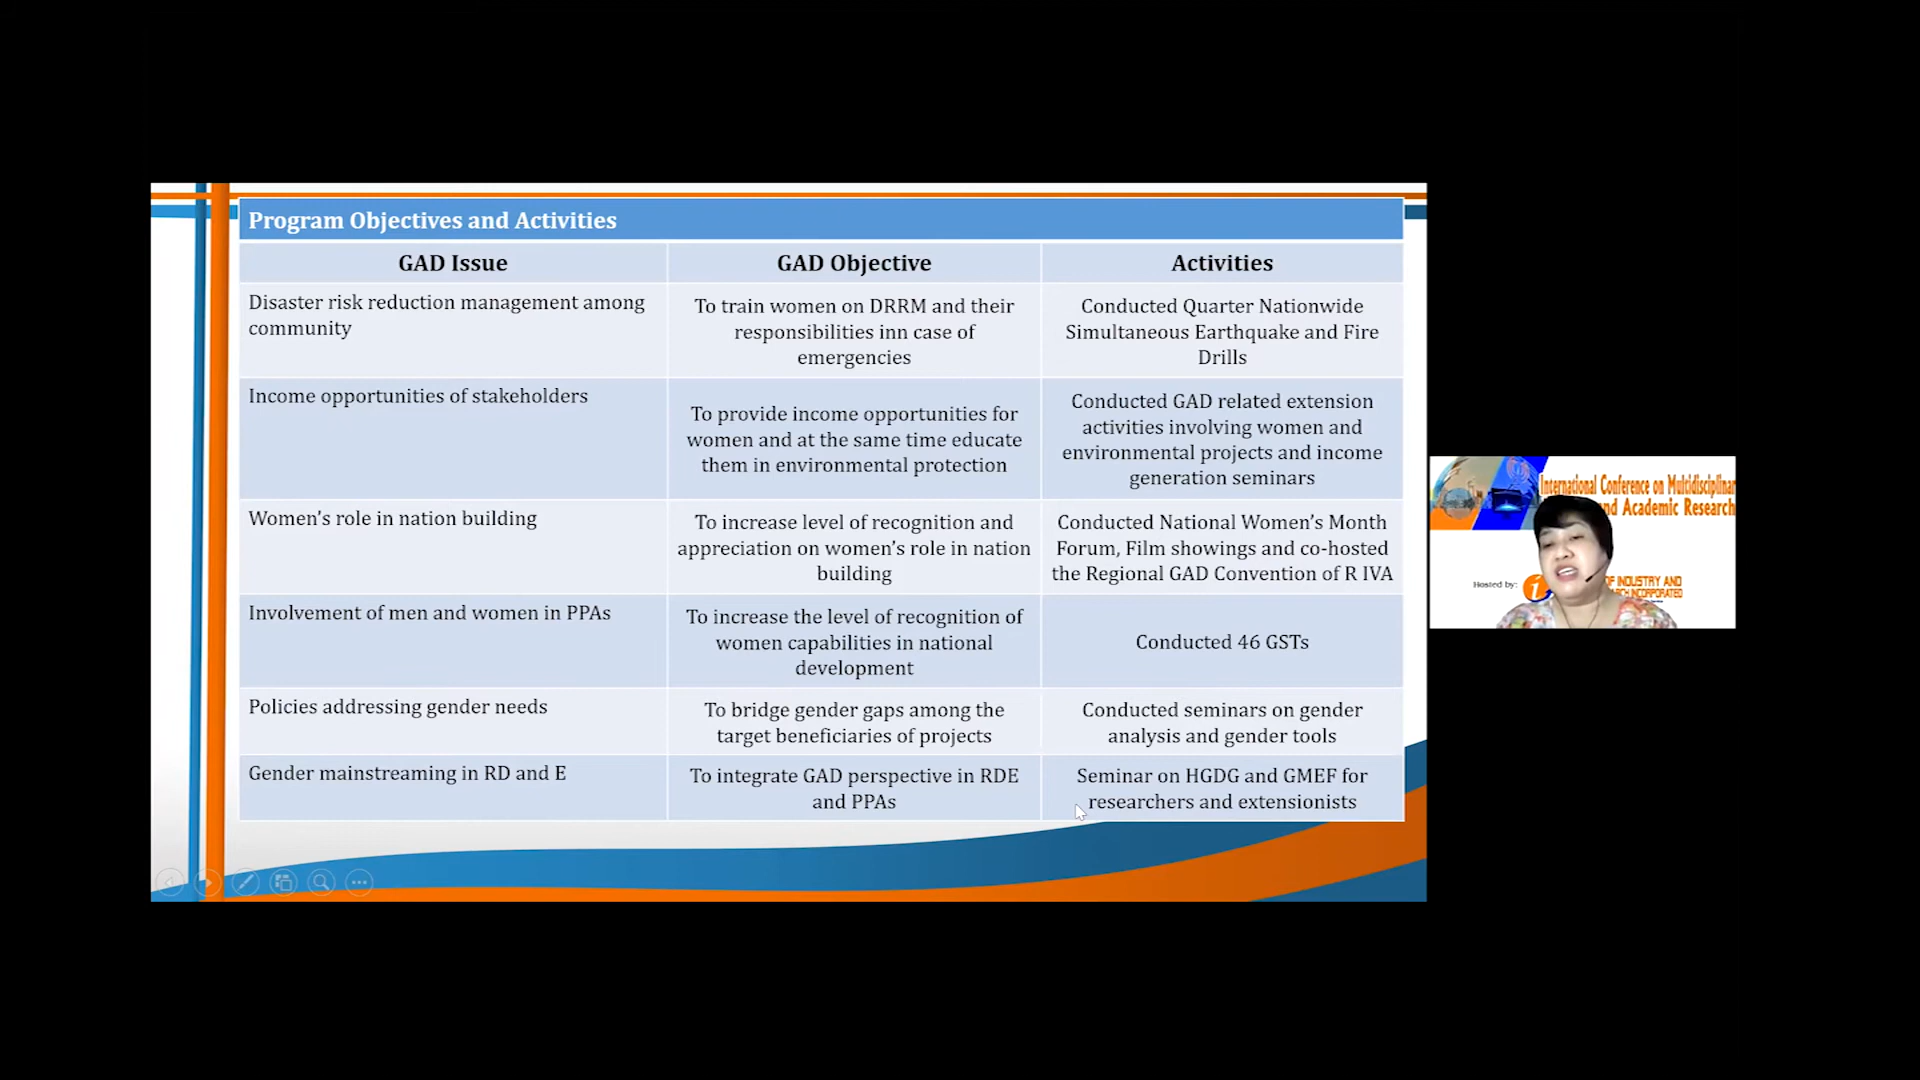 Program Objectives and Activities
GAD Issue
GAD Objective
Activities
Disaster risk reduction management among
community
To train women on DRRM and their
responsibilities inn case of
emergencies
Conducted Quarter Nationwide
Simultaneous Earthquake and Fire
Drills
Income opportunities of stakeholders
To provide income opportunities for
women and at the same time educate
them in environmental protection
Conducted GAD related extension
activities involving women and
environmental projects and income
generation seminars
Women's role in nation building
To increase level of recognition and
appreciation on women's role in nation
building
Conducted National Women's Month
Forum, Film showings and co-hosted
the Regional GAD Convention of R IVA
Involvement of men and women in PPAs
To increase the level of recognition of
women capabilities in national
development
Conducted 46 GSTs
Policies addressing gender needs
To bridge gender gaps among the
target beneficiaries of projects
Conducted seminars on gender
analysis and gender tools
Gender mainstreaming in RD and E
To integrate GAD perspective in RDE
and PPAs
Seminar on HGDG and GMEF for
researchers and extensionists
International Conference on Multidisciplinar
and Academic Research
Hosted by:
OF INDUSTRY AND
INCORPORATED